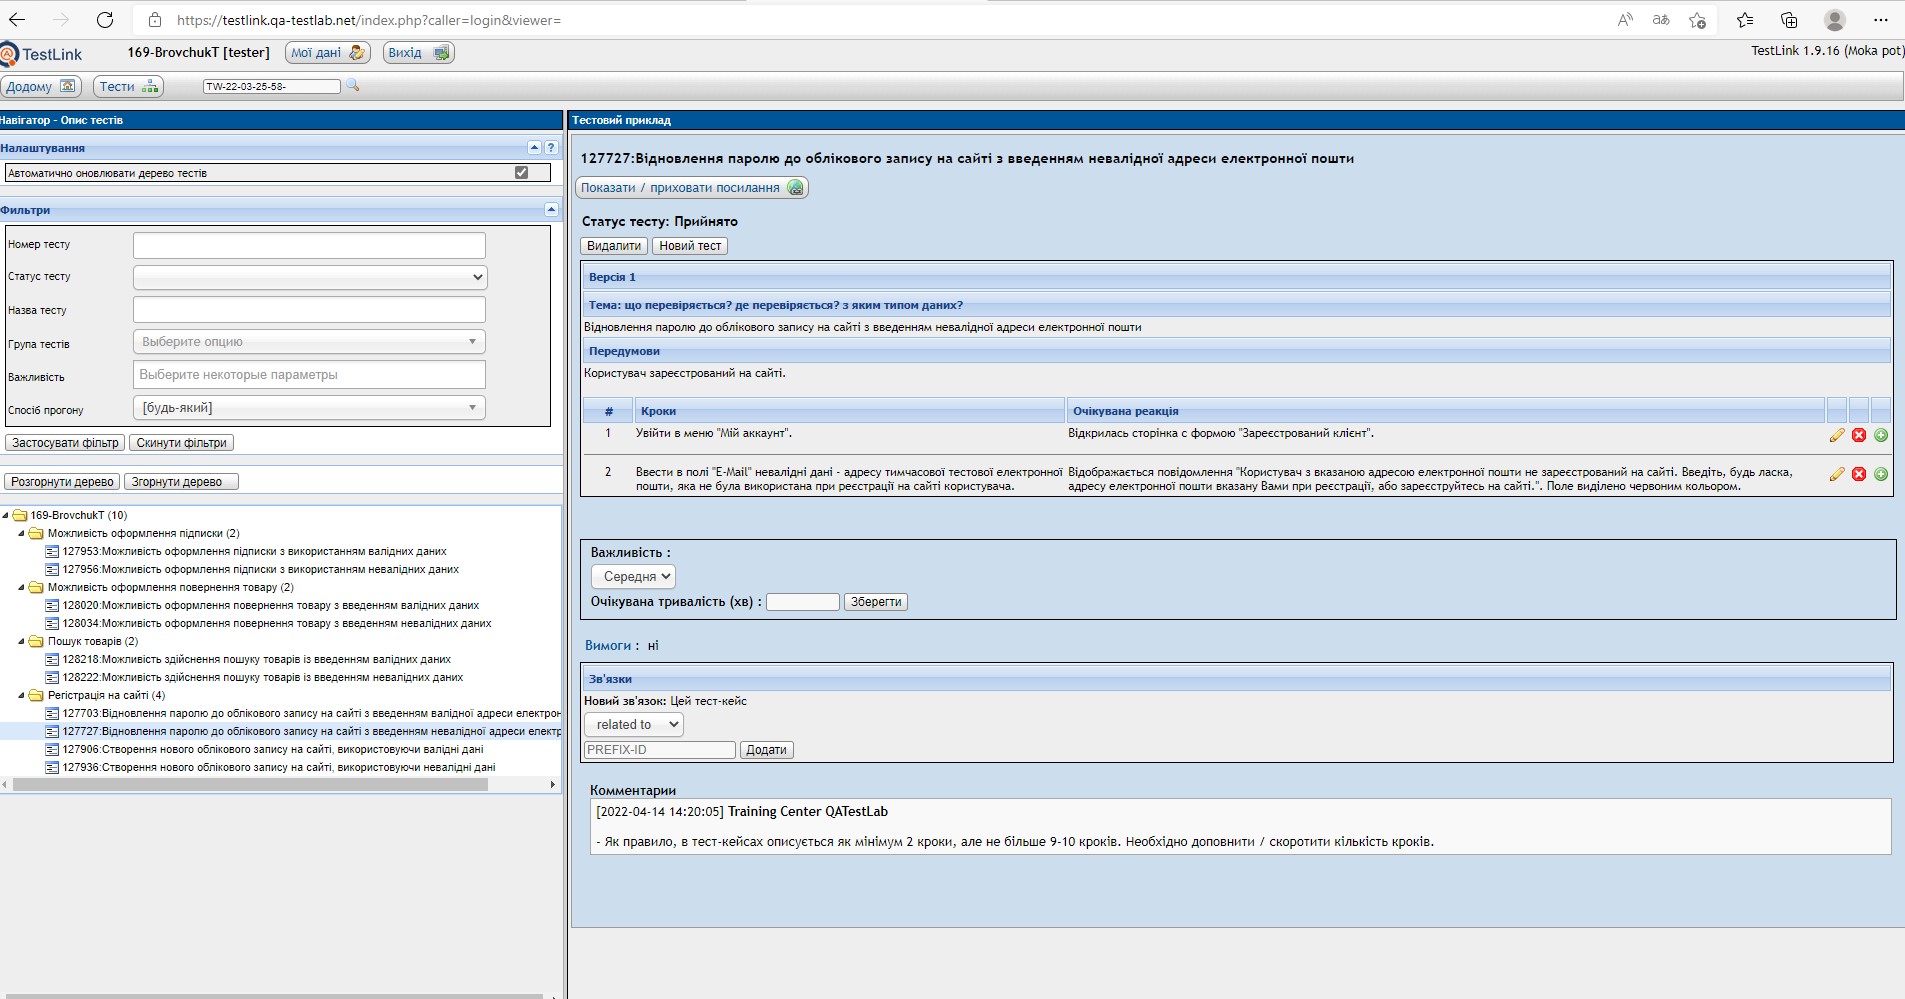 https://testlink.qa-testlab.net/index.php?caller=login&viewer=
TestLink
169-BrovchukT [tester]
Мої дані
Вихід
TestLink 1.9.16 (Moka pot)
Додому
Тести
TW-22-03-25-58-
Навігатор - Опис тестів
Налаштування
Автоматично оновлювати дерево тестів
Фильтри
Номер тесту
Статус тесту
Назва тесту
Група тестів
Выберите опцию
Важливість
Выберите некоторые параметры
Спосіб прогону
[будь-який]
Застосувати фільтр
Скинути фільтри
Розгорнути дерево
Згорнути дерево
169-BrovchukT (10)
Можливість оформлення підписки (2)
127953:Можливість оформлення підписки з використанням валідних даних
127956:Можливість оформлення підписки з використанням невалідних даних
Можливість оформлення повернення товару (2)
128020:Можливість оформлення повернення товару з введенням валідних даних
128034:Можливість оформлення повернення товару з введенням невалідних даних
Пошук товарів (2)
128218:Можливість здійснення пошуку товарів із введенням валідних даних
128222:Можливість здійснення пошуку товарів із введенням невалідних даних
Регістрація на сайті (4)
127703:Відновлення паролю до облікового запису на сайті з введенням валідної адреси електрон
127727:Відновлення паролю до облікового запису на сайті з введенням невалідної адреси електр
127906:Створення нового облікового запису на сайті, використовуючи валідні дані
127936:Створення нового облікового запису на сайті, використовуючи невалідні дані
Тестовий приклад
127727:Відновлення паролю до облікового запису на сайті з введенням невалідної адреси електронної пошти
Показати / приховати посилання
Статус тесту: Прийнято
Видалити
Новий тест
Версія 1
Тема: що перевіряється? де перевіряється? з яким типом даних?
Відновлення паролю до облікового запису на сайті з введенням невалідної адреси електронної пошти
Передумови
Користувач зареєстрований на сайті.
# Кроки Очікувана реакція
1 Увійти в меню "Мій аккаунт". Відкрилась сторінка с формою "Зареєстрований клієнт".
2 Ввести в полі "E-Mail" невалідні дані - адресу тимчасової тестової електронної Відображається повідомлення "Користувач з вказаною адресою електронної пошти не зареєстрований на сайті. Введіть, будь ласка,
пошти, яка не була використана при реєстрації на сайті користувача. адресу електронної пошти вказану Вами при реєстрації, або зареєструйтесь на сайті.". Поле виділено червоним кольором.
Важливість :
Середня
Очікувана тривалість (хв) :
Зберегти
Вимоги : ні
Зв'язки
Новий зв'язок: Цей тест-кейс
related to
PREFIX-ID
Додати
Комментарии
[2022-04-14 14:20:05] Training Center QATestLab
- Як правило, в тест-кейсах описується як мінімум 2 кроки, але не більше 9-10 кроків. Необхідно доповнити / скоротити кількість кроків.